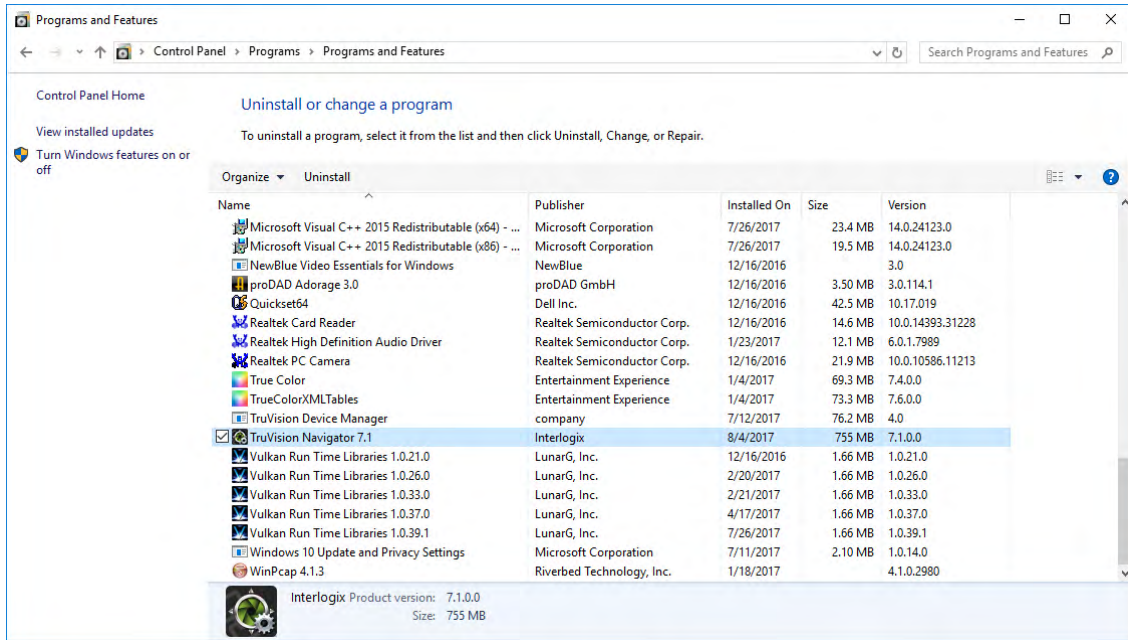 Programs and Features
Control Panel > Programs > Programs and Features
Search Programs and Features
Control Panel Home
View installed updates
Turn Windows features on or
off
Uninstall or change a program
To uninstall a program, select it from the list and then click Uninstall, Change, or Repair.
Organize Uninstall
Name Publisher Installed On Size Version
Microsoft Visual C++ 2015 Redistributable (x64) - ... Microsoft Corporation 7/26/2017 23.4 MB 14.0.24123.0
Microsoft Visual C++ 2015 Redistributable (x86) - ... Microsoft Corporation 7/26/2017 19.5 MB 14.0.24123.0
NewBlue Video Essentials for Windows NewBlue 12/16/2016 3.0
proDAD Adorage 3.0 proDAD GmbH 12/16/2016 3.50 MB 3.0.114.1
Quickset64 Dell Inc. 12/16/2016 42.5 MB 10.17.019
Realtek Card Reader Realtek Semiconductor Corp. 12/16/2016 14.6 MB 10.0.14393.31228
Realtek High Definition Audio Driver Realtek Semiconductor Corp. 1/23/2017 12.1 MB 6.0.1.7989
Realtek PC Camera Realtek Semiconductor Corp. 12/16/2016 21.9 MB 10.0.10586.11213
True Color Entertainment Experience 1/4/2017 69.3 MB 7.4.0.0
TrueColorXMLTables Entertainment Experience 1/4/2017 73.3 MB 7.6.0.0
TruVision Device Manager company 7/12/2017 76.2 MB 4.0
TruVision Navigator 7.1 Interlogix 8/4/2017 755 MB 7.1.0.0
Vulkan Run Time Libraries 1.0.21.0 LunarG, Inc. 12/16/2016 1.66 MB 1.0.21.0
Vulkan Run Time Libraries 1.0.26.0 LunarG, Inc. 2/20/2017 1.66 MB 1.0.26.0
Vulkan Run Time Libraries 1.0.33.0 LunarG, Inc. 2/21/2017 1.66 MB 1.0.33.0
Vulkan Run Time Libraries 1.0.37.0 LunarG, Inc. 4/17/2017 1.66 MB 1.0.37.0
Vulkan Run Time Libraries 1.0.39.1 LunarG, Inc. 7/26/2017 1.66 MB 1.0.39.1
Windows 10 Update and Privacy Settings Microsoft Corporation 7/11/2017 2.10 MB 1.0.14.0
WinPcap 4.1.3 Riverbed Technology, Inc. 1/18/2017 4.1.0.2980
Interlogix Product version: 7.1.0.0
Size: 755 MB